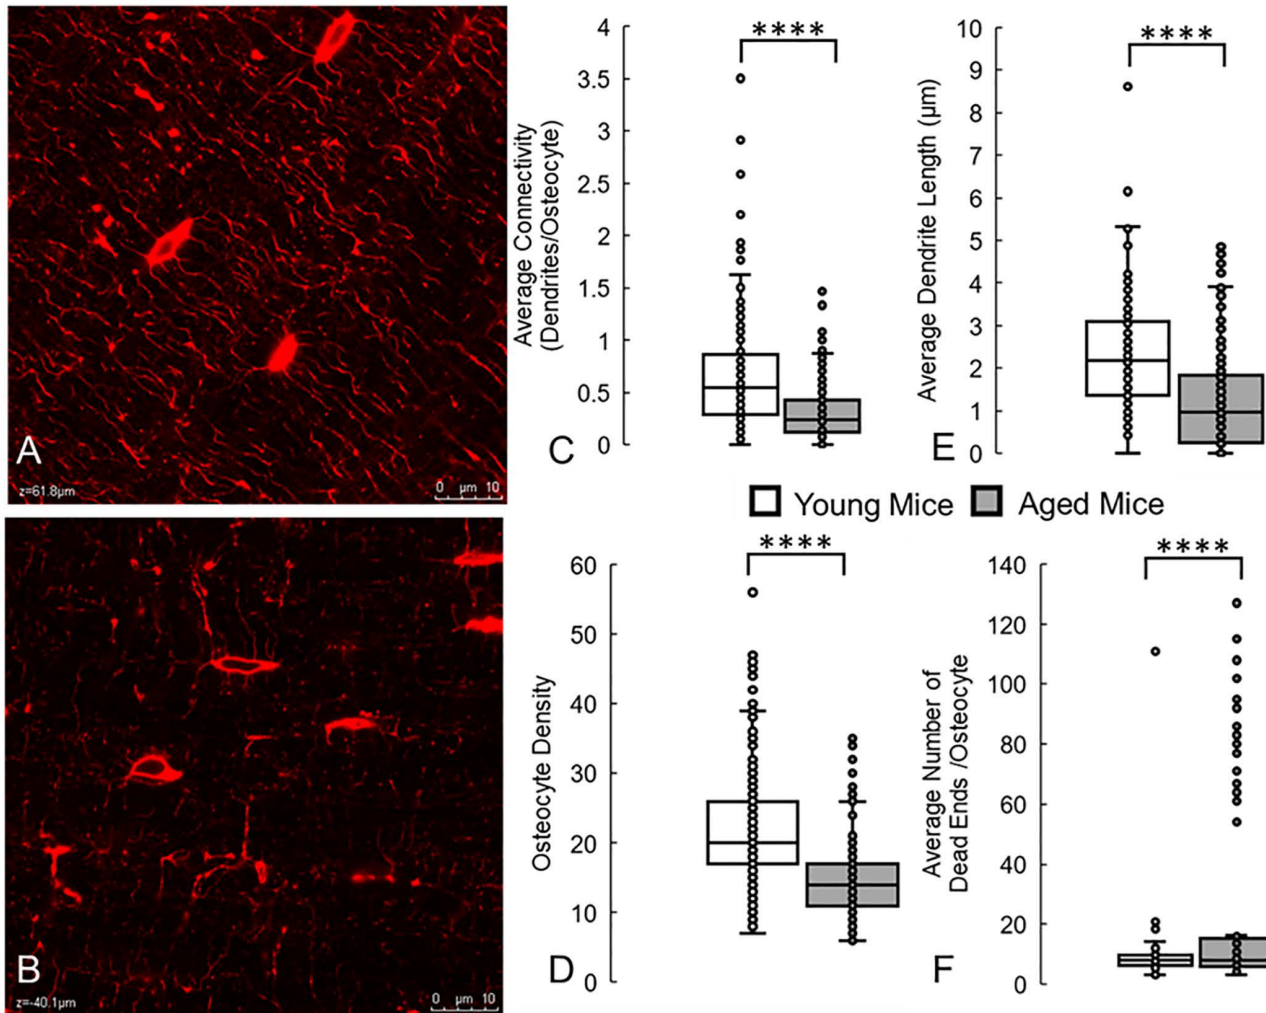 A
z=61.8µm
0 µm 10
B
z=-40.1µm
0 µm 10
Average Connectivity
(Dendrites/Osteocyte)
4
3.5
3
2.5
2
1.5
1
0.5
0
****
C
Average Dendrite Length (µm)
10
9
8
7
6
5
4
3
2
1
0
****
E
Young Mice
Aged Mice
Osteocyte Density
60
50
40
30
20
10
0
****
D
Average Number of
Dead Ends /Osteocyte
140
120
100
80
60
40
20
0
****
F